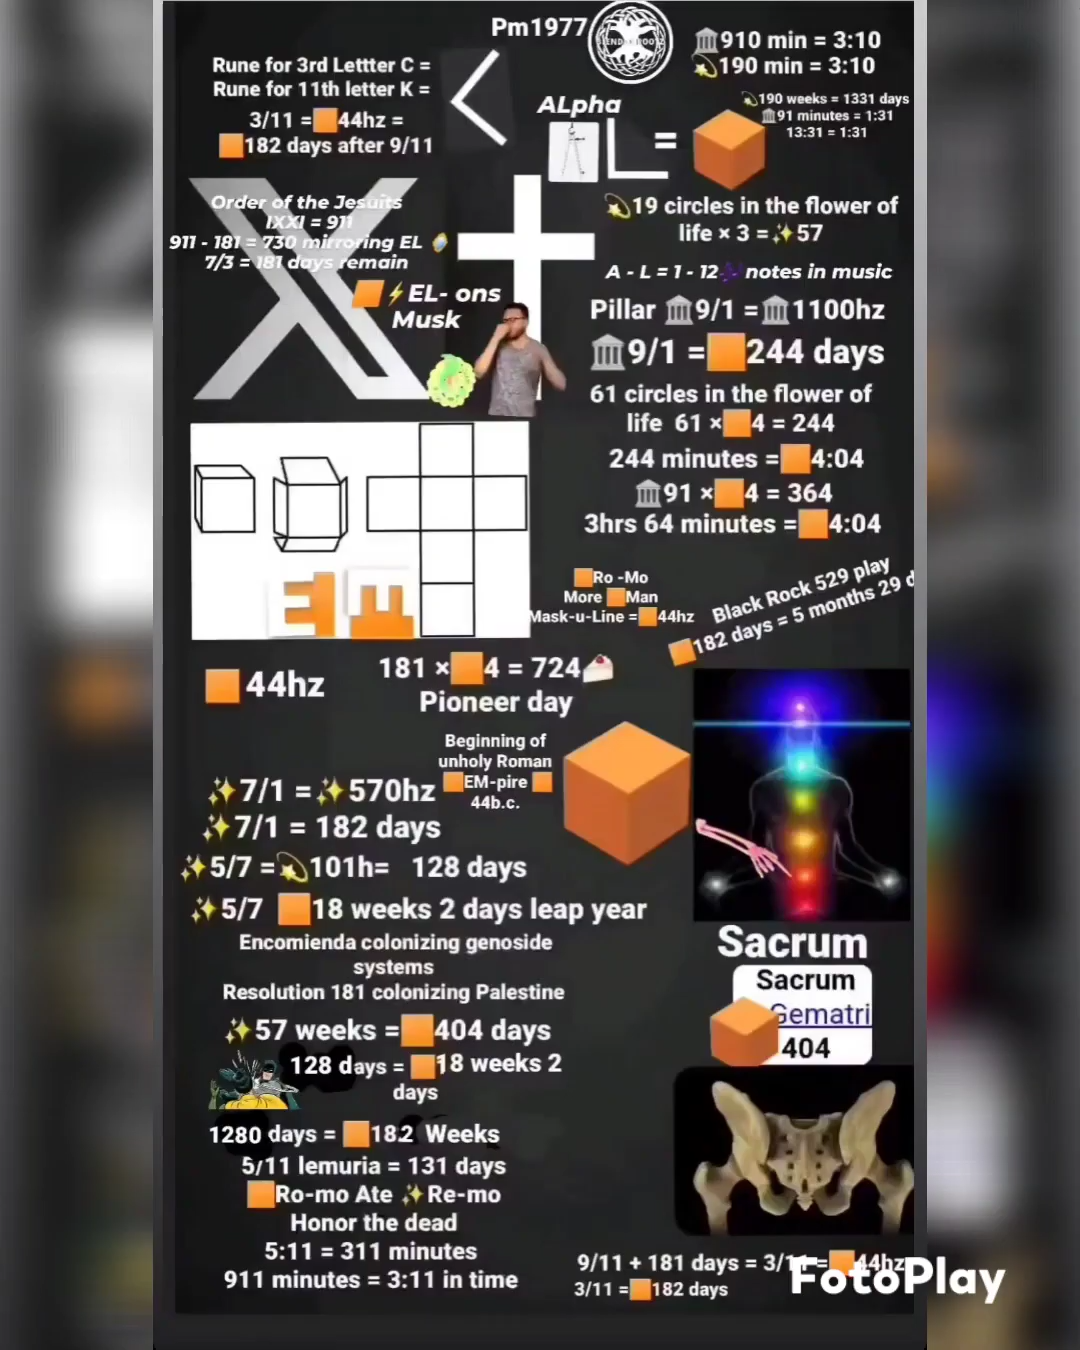 Pm1977
🏛️910 min = 3:10
💫190 min = 3:10
Rune for 3rd Lettter C =
Rune for 11th letter K =
3/11 =🟧44hz =
🟧182 days after 9/11
ALpha
=
💫190 weeks = 1331 days
🏛️91 minutes = 1:31
13:31 = 1:31
Order of the Jesuits
IXXI = 911
911 - 181 = 730 mirroring EL
7/3 = 181 days remain
🟧⚡EL- ons
Musk
💫19 circles in the flower of
life × 3 =✨57
A - L = 1 - 12🎶notes in music
Pillar 🏛️9/1 =🏛️1100hz
🏛️9/1 =🟧244 days
61 circles in the flower of
life 61 ×🟧4 = 244
244 minutes =🟧4:04
🏛️91 ×🟧4 = 364
3hrs 64 minutes =🟧4:04
🟧Ro -Mo
More 🟧Man
Mask-u-Line =🟧44hz
Black Rock 529 play
🟧182 days = 5 months 29 d
🟧 44hz
181 ×🟧4 = 724🍰
Pioneer day
Beginning of
unholy Roman
🟧EM-pire 🟧
44b.c.
✨7/1 =✨570hz
✨7/1 = 182 days
✨5/7 =💫101h= 128 days
✨5/7 🟧18 weeks 2 days leap year
Encomienda colonizing genoside
systems
Resolution 181 colonizing Palestine
✨57 weeks =🟧404 days
128 days = 🟧18 weeks 2
days
1280 days = 🟧182 Weeks
5/11 lemuria = 131 days
🟧Ro-mo Ate ✨Re-mo
Honor the dead
5:11 = 311 minutes
911 minutes = 3:11 in time
Sacrum
Sacrum
Gematri
404
9/11 + 181 days = 3/11 =🟧44hz
3/11 =🟧182 days
FotoPlay